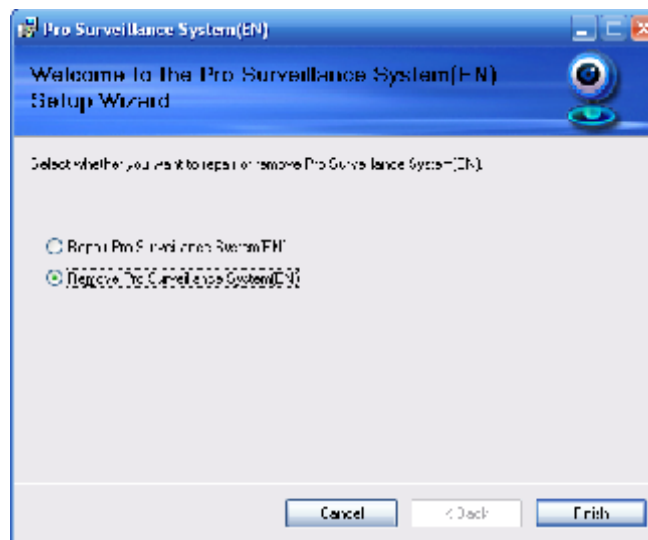 Pro Surveillance System(EN)
Welcome to the Pro Surveillance System(EN)
Setup Wizard
Select whether you want to repair or remove Pro Surveillance System(EN).
Repair Pro Surveillance System(EN)
Remove Pro Surveillance System(EN)
Cancel
< Back
Finish